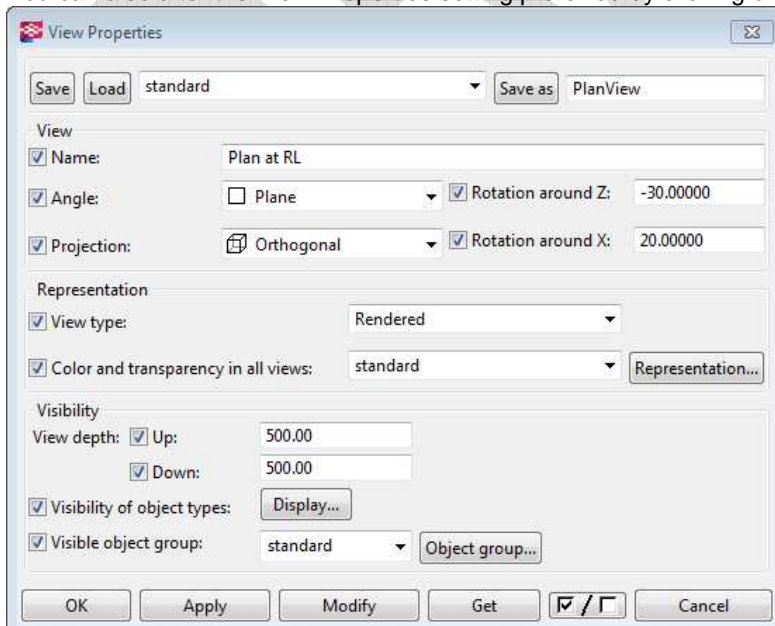 View Properties
Save Load standard Save as PlanView
View
Name: Plan at RL
Angle: Plane Rotation around Z: -30.00000
Projection: Orthogonal Rotation around X: 20.00000
Representation
View type: Rendered
Color and transparency in all views: standard Representation...
Visibility
View depth: Up: 500.00
Down: 500.00
Visibility of object types: Display...
Visible object group: standard Object group...
OK Apply Modify Get / Cancel